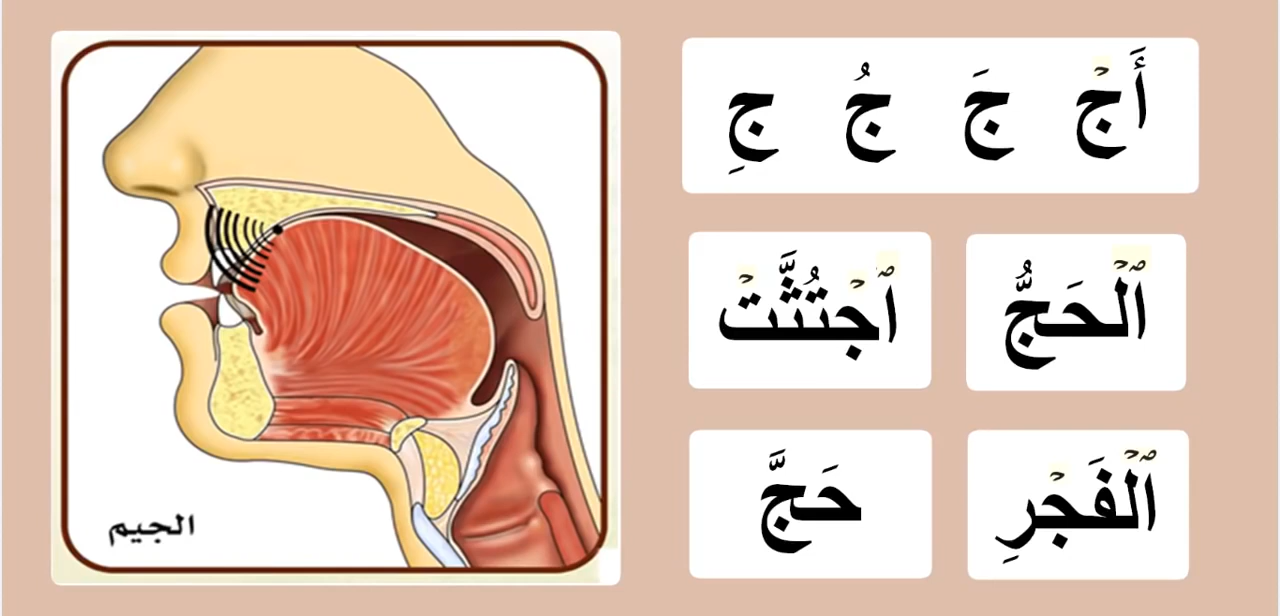 أَجۡ جَ جُ جِ
ٱلۡحَجُّ ٱجۡتُثَّتۡ
ٱلۡفَجۡرِ حَجَّ
الجيم